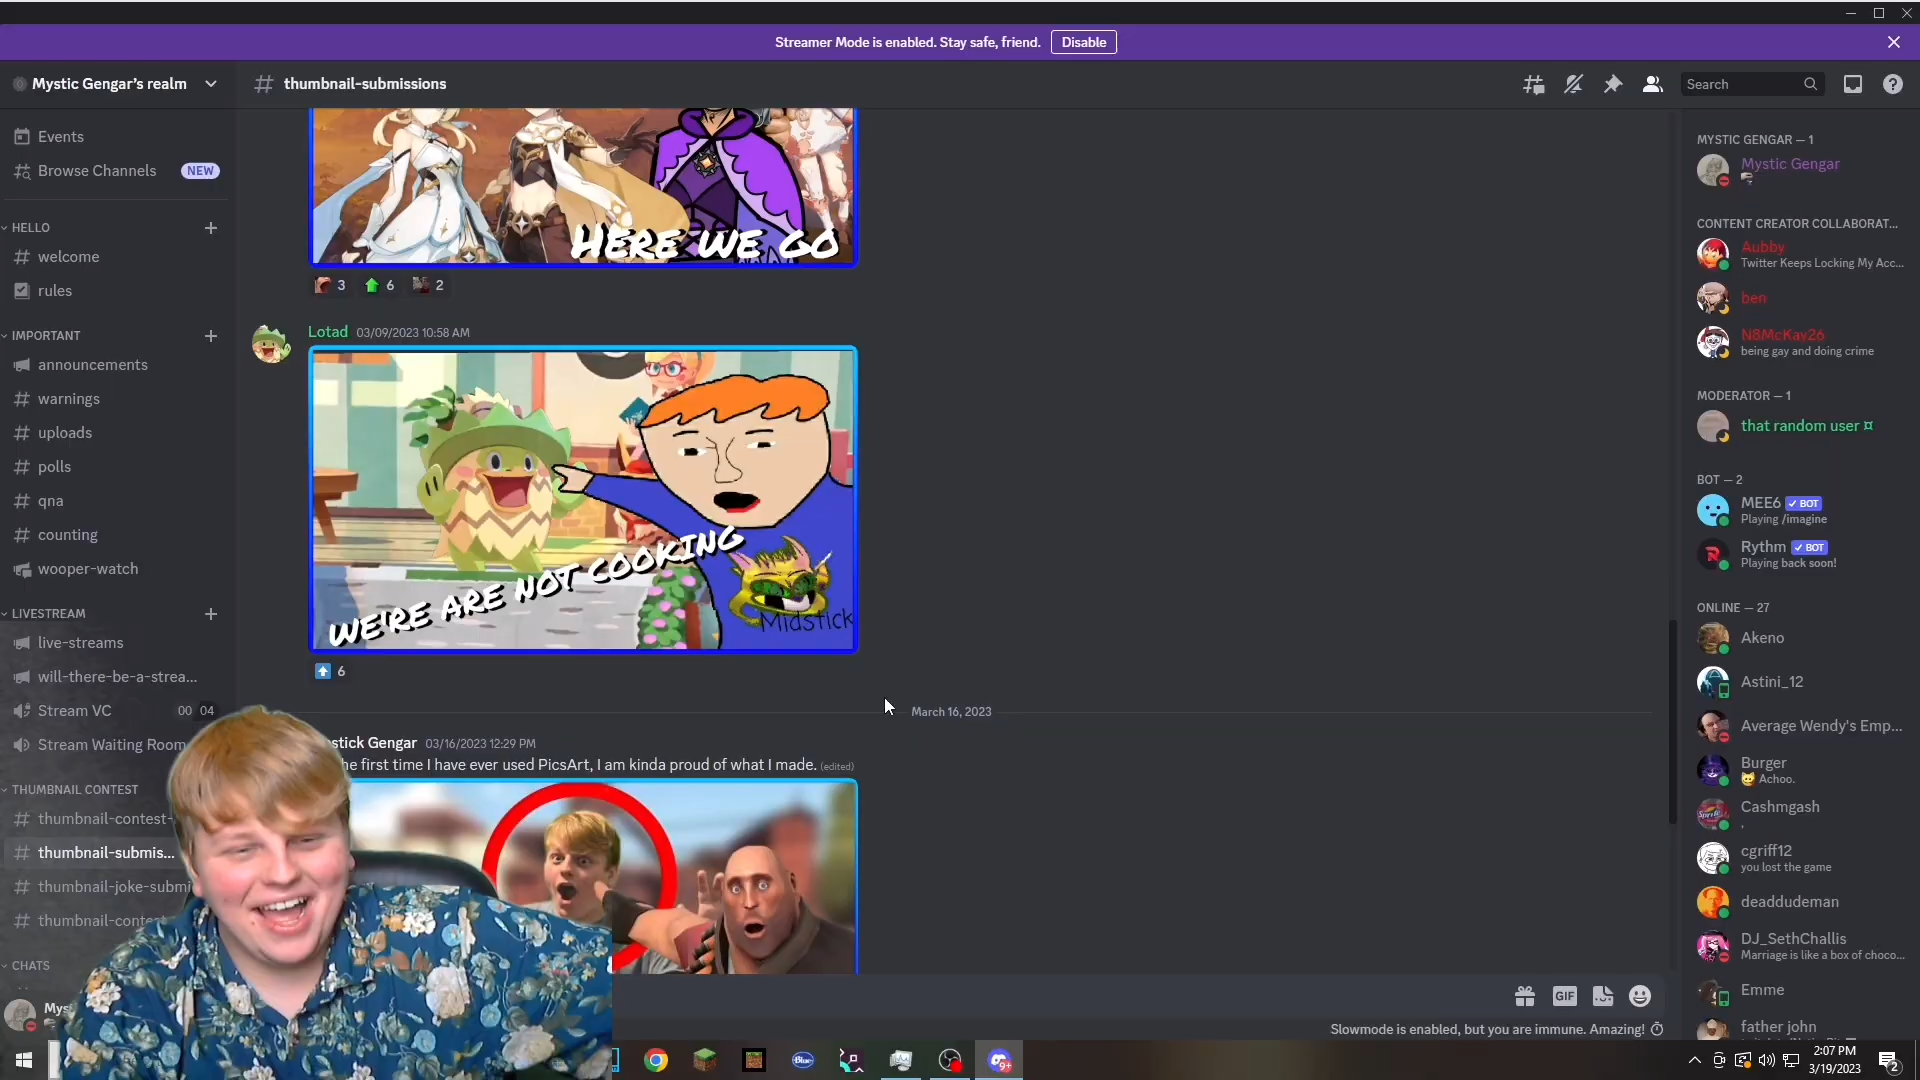 Streamer Mode is enabled. Stay safe, friend.
Disable
Mystic Gengar's realm
thumbnail-submissions
Search
Events
Browse Channels
NEW
HELLO
welcome
rules
IMPORTANT
announcements
warnings
uploads
polls
qna
counting
wooper-watch
LIVESTREAM
live-streams
will-there-be-a-strea...
Stream VC
00 04
Stream Waiting Room
THUMBNAIL CONTEST
thumbnail-contest-
thumbnail-submis...
thumbnail-joke-submi
thumbnail-contes
CHATS
Mys
HERE WE GO
3
6
2
Lotad 03/09/2023 10:58 AM
WE'RE ARE NOT COOKING
Midstick
6
March 16, 2023
stick Gengar 03/16/2023 12:29 PM
he first time I have ever used PicsArt, I am kinda proud of what I made. (edited)
GIF
Slowmode is enabled, but you are immune. Amazing!
MYSTIC GENGAR — 1
Mystic Gengar
CONTENT CREATOR COLLABORAT...
Aubby
Twitter Keeps Locking My Acc...
ben
N8McKay26
being gay and doing crime
MODERATOR — 1
that random user ¤
BOT — 2
MEE6 ✓ BOT
Playing /imagine
Rythm ✓ BOT
Playing back soon!
ONLINE — 27
Akeno
Astini_12
Average Wendy's Emp...
Burger
Achoo.
Cashmgash
,
cgriff12
you lost the game
deaddudeman
DJ_SethChallis
Marriage is like a box of choco...
Emme
father john
Blue
9+
2:07 PM
3/19/2023
2